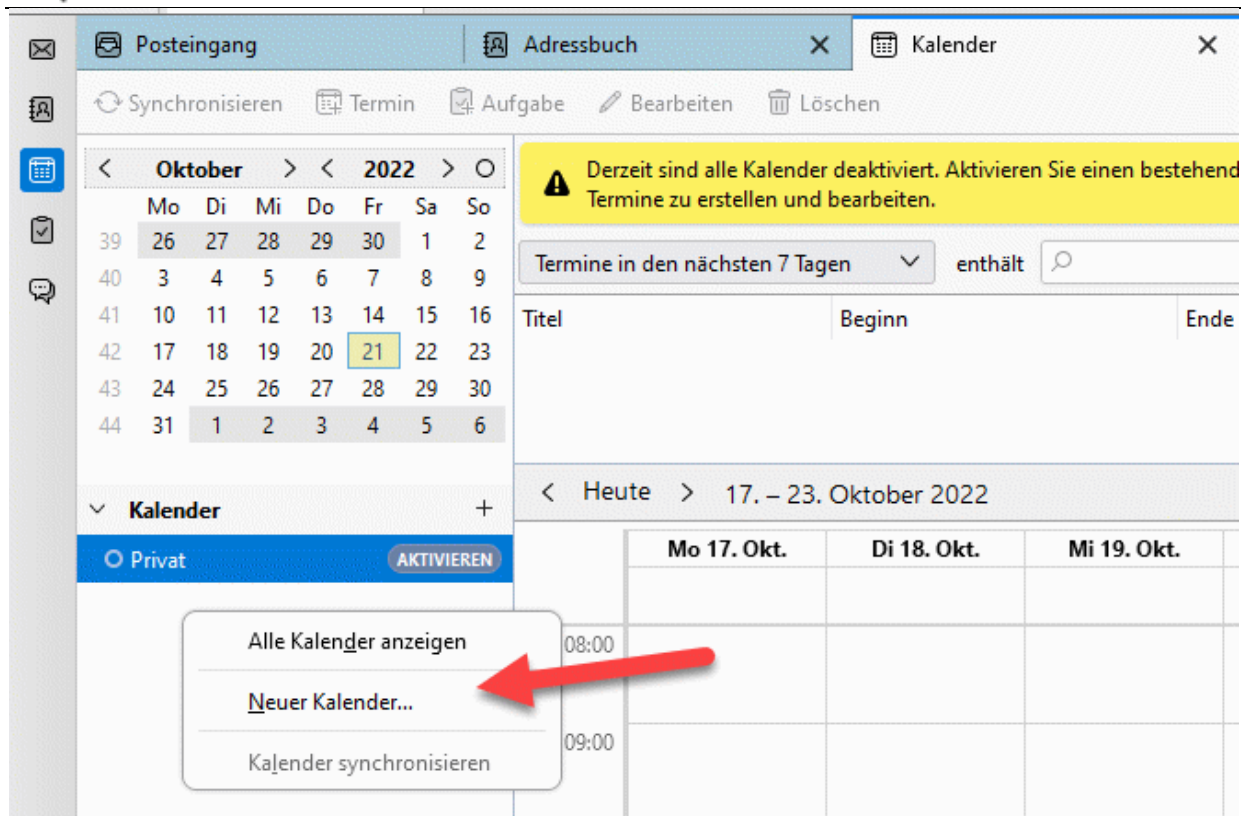 Posteingang
Adressbuch
Kalender
Synchronisieren Termin Aufgabe Bearbeiten Löschen
Oktober 2022
Mo Di Mi Do Fr Sa So
39 26 27 28 29 30 1 2
40 3 4 5 6 7 8 9
41 10 11 12 13 14 15 16
42 17 18 19 20 21 22 23
43 24 25 26 27 28 29 30
44 31 1 2 3 4 5 6
Kalender +
Privat AKTIVIEREN
Alle Kalender anzeigen
Neuer Kalender...
Kalender synchronisieren
Derzeit sind alle Kalender deaktiviert. Aktivieren Sie einen bestehend
Termine zu erstellen und bearbeiten.
Termine in den nächsten 7 Tagen enthält
Titel Beginn Ende
Heute 17. – 23. Oktober 2022
Mo 17. Okt. Di 18. Okt. Mi 19. Okt.
08:00
09:00